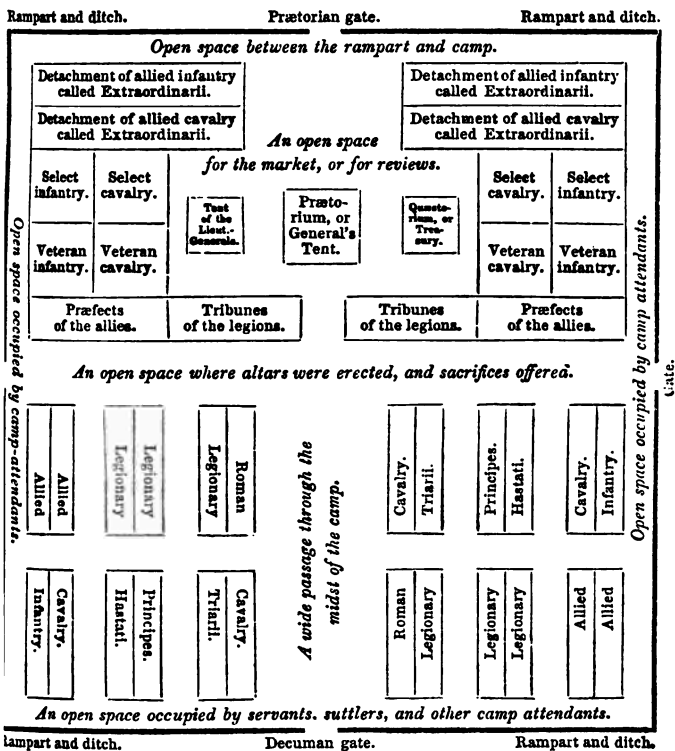 Rampart and ditch. Prætorian gate. Rampart and ditch.
Open space between the rampart and camp.
Detachment of allied infantry
called Extraordinarii.
Detachment of allied cavalry
called Extraordinarii.
Detachment of allied infantry
called Extraordinarii.
Detachment of allied cavalry
called Extraordinarii.
An open space
for the market, or for reviews.
Select
infantry.
Select
cavalry.
Veteran
infantry.
Veteran
cavalry.
Tent
of the
Lieut.-
Generals.
Præto-
rium, or
General's
Tent.
Quæsto-
rium, or
Trea-
sury.
Select
cavalry.
Select
infantry.
Veteran
cavalry.
Veteran
infantry.
Præfects
of the allies.
Tribunes
of the legions.
Tribunes
of the legions.
Præfects
of the allies.
Open space occupied by camp-attendants.
Open space occupied by camp attendants.
Gate.
An open space where altars were erected, and sacrifices offered.
Allied
Allied
Legionary
Legionary
Legionary
Roman
A wide passage through the
midst of the camp.
Cavalry.
Triarii.
Principes.
Hastati.
Cavalry.
Infantry.
Infantry.
Cavalry.
Hastati.
Principes.
Triarii.
Cavalry.
Roman
Legionary
Legionary
Legionary
Allied
Allied
An open space occupied by servants. suttlers, and other camp attendants.
Rampart and ditch. Decuman gate. Rampart and ditch.